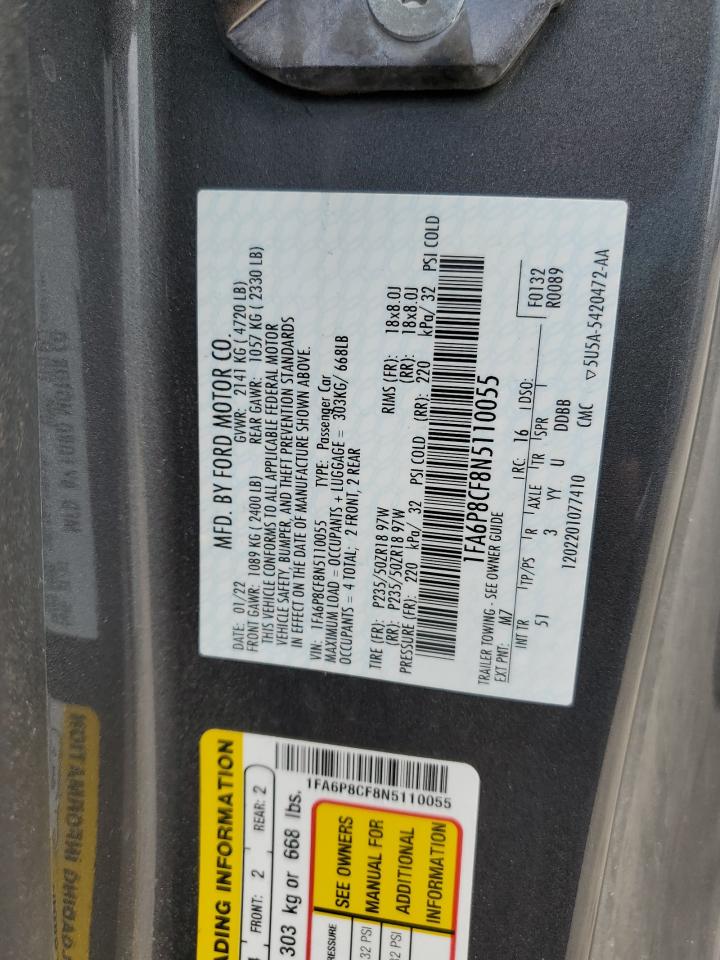 MFD. BY FORD MOTOR CO.
DATE: 01/22 GVWR: 2141 KG ( 4720 LB)
FRONT GAWR: 1089 KG ( 2400 LB) REAR GAWR: 1057 KG ( 2330 LB)
THIS VEHICLE CONFORMS TO ALL APPLICABLE FEDERAL MOTOR
VEHICLE SAFETY, BUMPER, AND THEFT PREVENTION STANDARDS
IN EFFECT ON THE DATE OF MANUFACTURE SHOWN ABOVE.
VIN: 1FA6P8CF8N5110055 TYPE: Passenger Car
MAXIMUM LOAD = OCCUPANTS + LUGGAGE = 303KG/ 668LB
OCCUPANTS = 4 TOTAL; 2 FRONT, 2 REAR
TIRE (FR): P235/50ZR18 97W RIMS (FR): 18x8.0J
(RR): P235/50ZR18 97W (RR): 18x8.0J
PRESSURE (FR): 220 kPa/ 32 PSI COLD (RR): 220 kPa/ 32 PSI COLD
1FA6P8CF8N5110055
TRAILER TOWING - SEE OWNER GUIDE
EXT PNT: M7 RC: 16 DSO: F0132
R0089
INT TR TP/PS R AXLE TR SPR
51 3 YY U DDBB
1202201077410 CMC ▽5U5A-5420472-AA
ADING INFORMATION
FRONT: 2 REAR: 2
303 kg or 668 lbs.
1FA6P8CF8N5110055
RESSURE
32 PSI
32 PSI
SEE OWNERS
MANUAL FOR
ADDITIONAL
INFORMATION